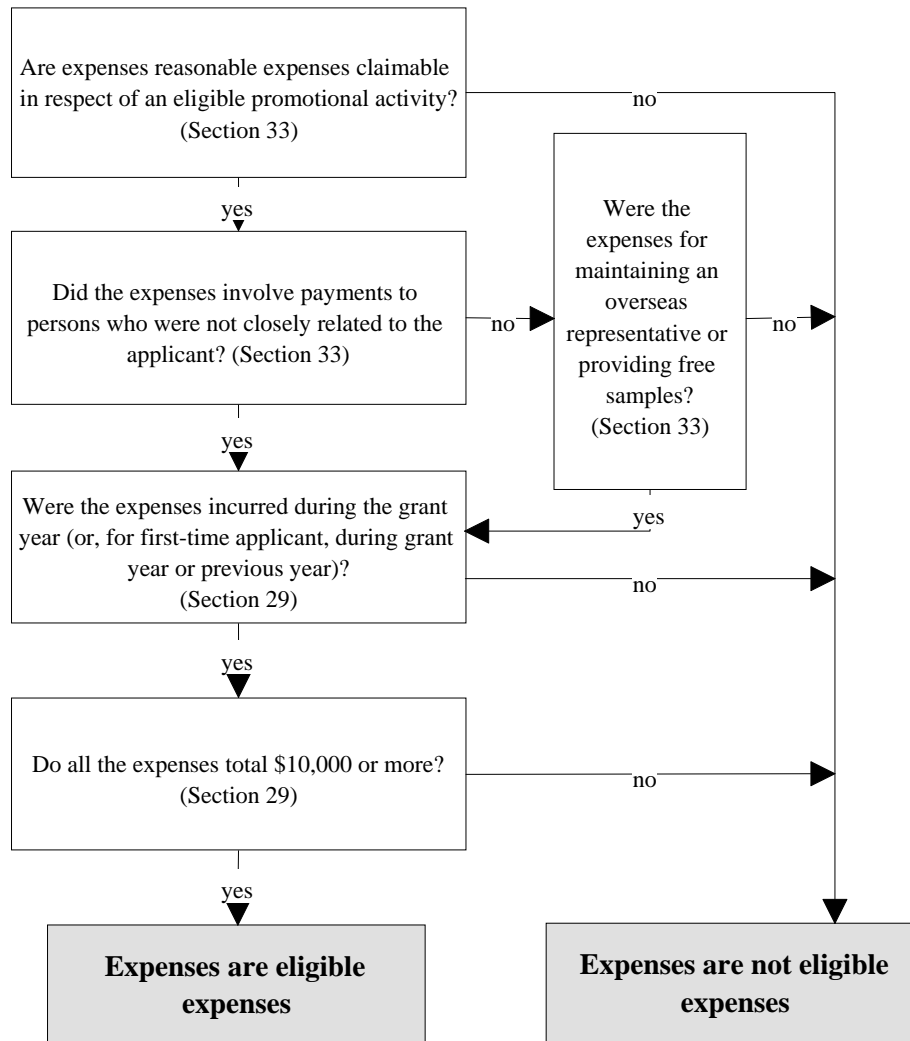 Are expenses reasonable expenses claimable
in respect of an eligible promotional activity?
(Section 33)
no
yes
Were the
expenses for
maintaining an
overseas
representative or
providing free
samples?
(Section 33)
Did the expenses involve payments to
persons who were not closely related to the
applicant? (Section 33)
no
no
yes
Were the expenses incurred during the grant
year (or, for first-time applicant, during grant
year or previous year)?
(Section 29)
yes
no
yes
Do all the expenses total $10,000 or more?
(Section 29)
no
yes
Expenses are eligible
expenses
Expenses are not eligible
expenses